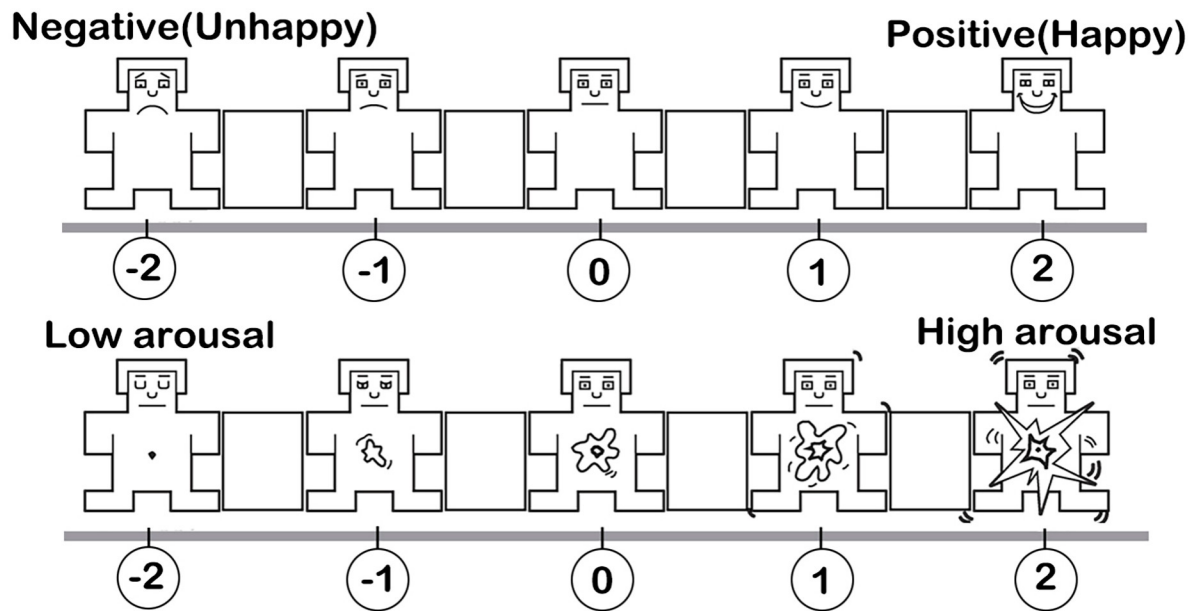 Negative(Unhappy)
Positive(Happy)
-2
-1
0
1
2
Low arousal
High arousal
-2
-1
0
1
2